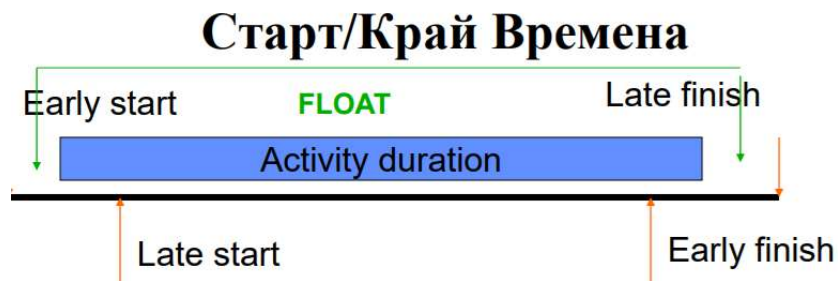 Старт/Край Времена
Early start
FLOAT
Late finish
Activity duration
Late start
Early finish